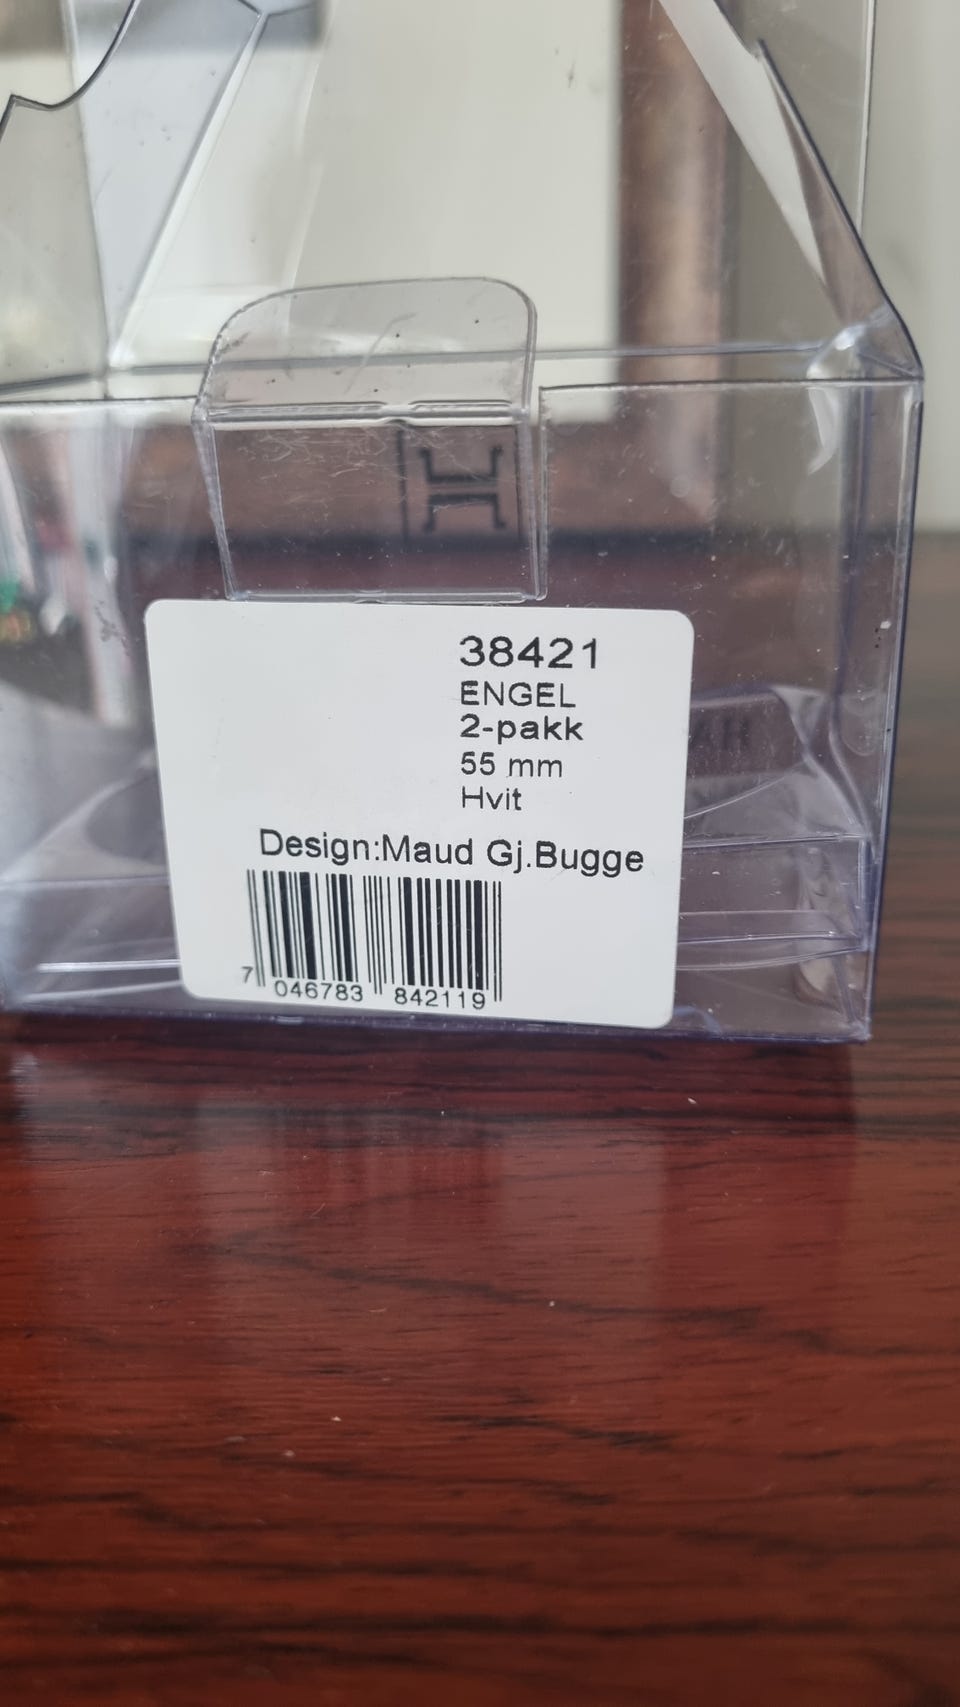 38421
ENGEL
2-pakk
55 mm
Hvit
Design:Maud Gj.Bugge
7 046783 842119